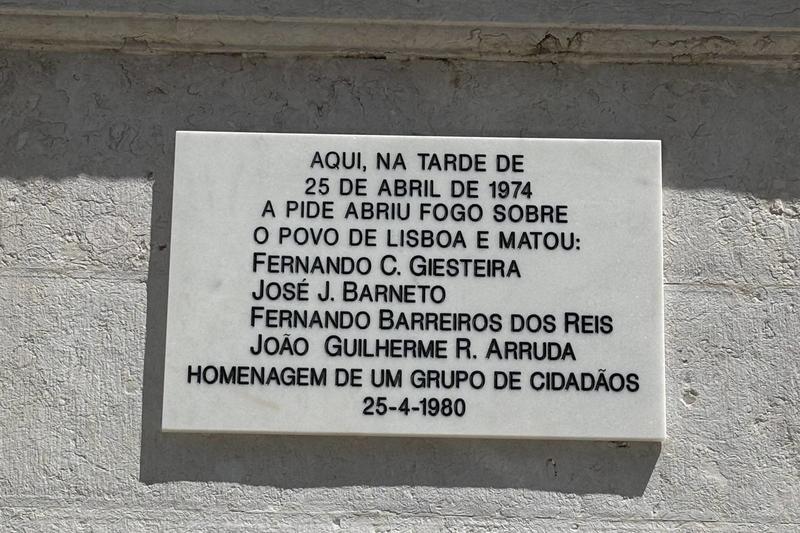 AQUI, NA TARDE DE
25 DE ABRIL DE 1974
A PIDE ABRIU FOGO SOBRE
O POVO DE LISBOA E MATOU:
FERNANDO C. GIESTEIRA
JOSÉ J. BARNETO
FERNANDO BARREIROS DOS REIS
JOÃO GUILHERME R. ARRUDA
HOMENAGEM DE UM GRUPO DE CIDADÃOS
25-4-1980